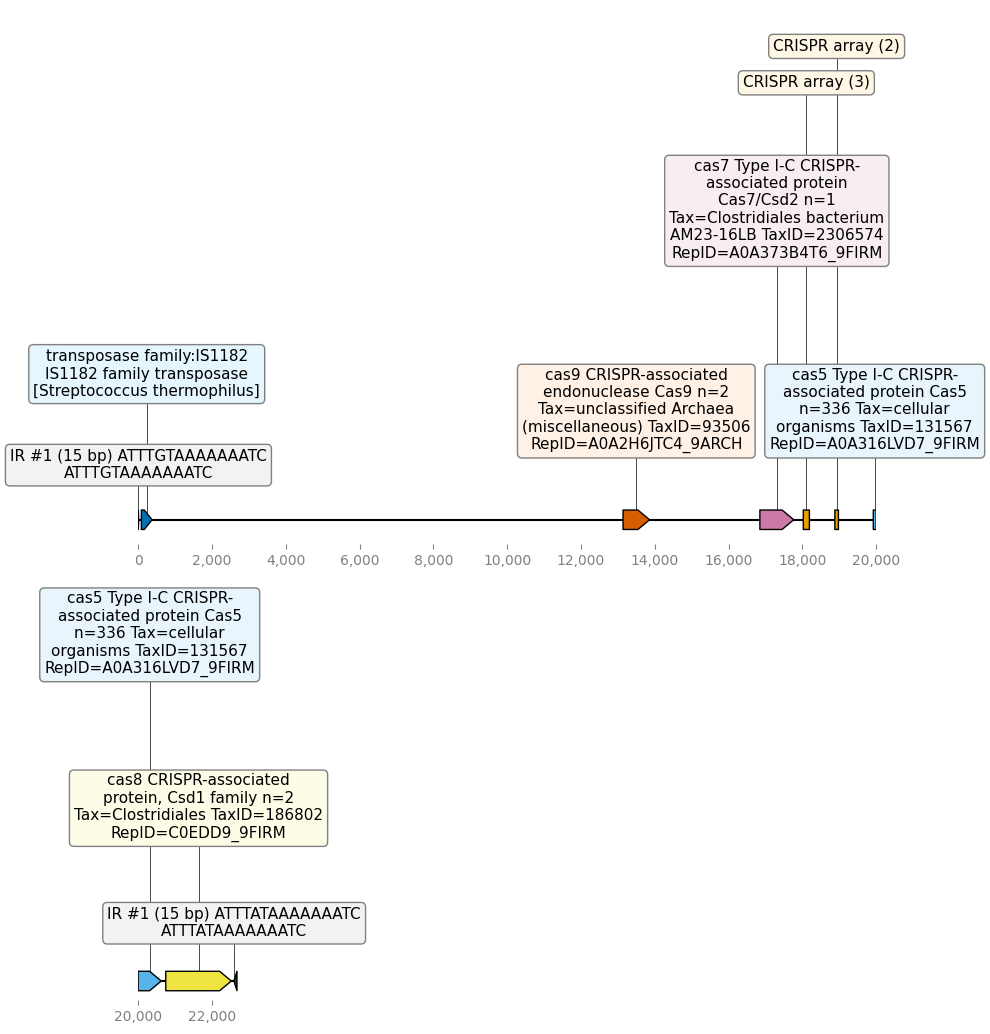 CRISPR array (2)
CRISPR array (3)
cas7 Type I-C CRISPR-
associated protein
Cas7/Csd2 n=1
Tax=Clostridiales bacterium
AM23-16LB TaxID=2306574
RepID=A0A373B4T6_9FIRM
transposase family:IS1182
IS1182 family transposase
[Streptococcus thermophilus]
cas9 CRISPR-associated
endonuclease Cas9 n=2
Tax=unclassified Archaea
(miscellaneous) TaxID=93506
RepID=A0A2H6JTC4_9ARCH
cas5 Type I-C CRISPR-
associated protein Cas5
n=336 Tax=cellular
organisms TaxID=131567
RepID=A0A316LVD7_9FIRM
IR #1 (15 bp) ATTTGTAAAAAAATC
ATTTGTAAAAAAATC
0 2,000 4,000 6,000 8,000 10,000 12,000 14,000 16,000 18,000 20,000
cas5 Type I-C CRISPR-
associated protein Cas5
n=336 Tax=cellular
organisms TaxID=131567
RepID=A0A316LVD7_9FIRM
cas8 CRISPR-associated
protein, Csd1 family n=2
Tax=Clostridiales TaxID=186802
RepID=C0EDD9_9FIRM
IR #1 (15 bp) ATTTATAAAAAAATC
ATTTATAAAAAAATC
20,000 22,000